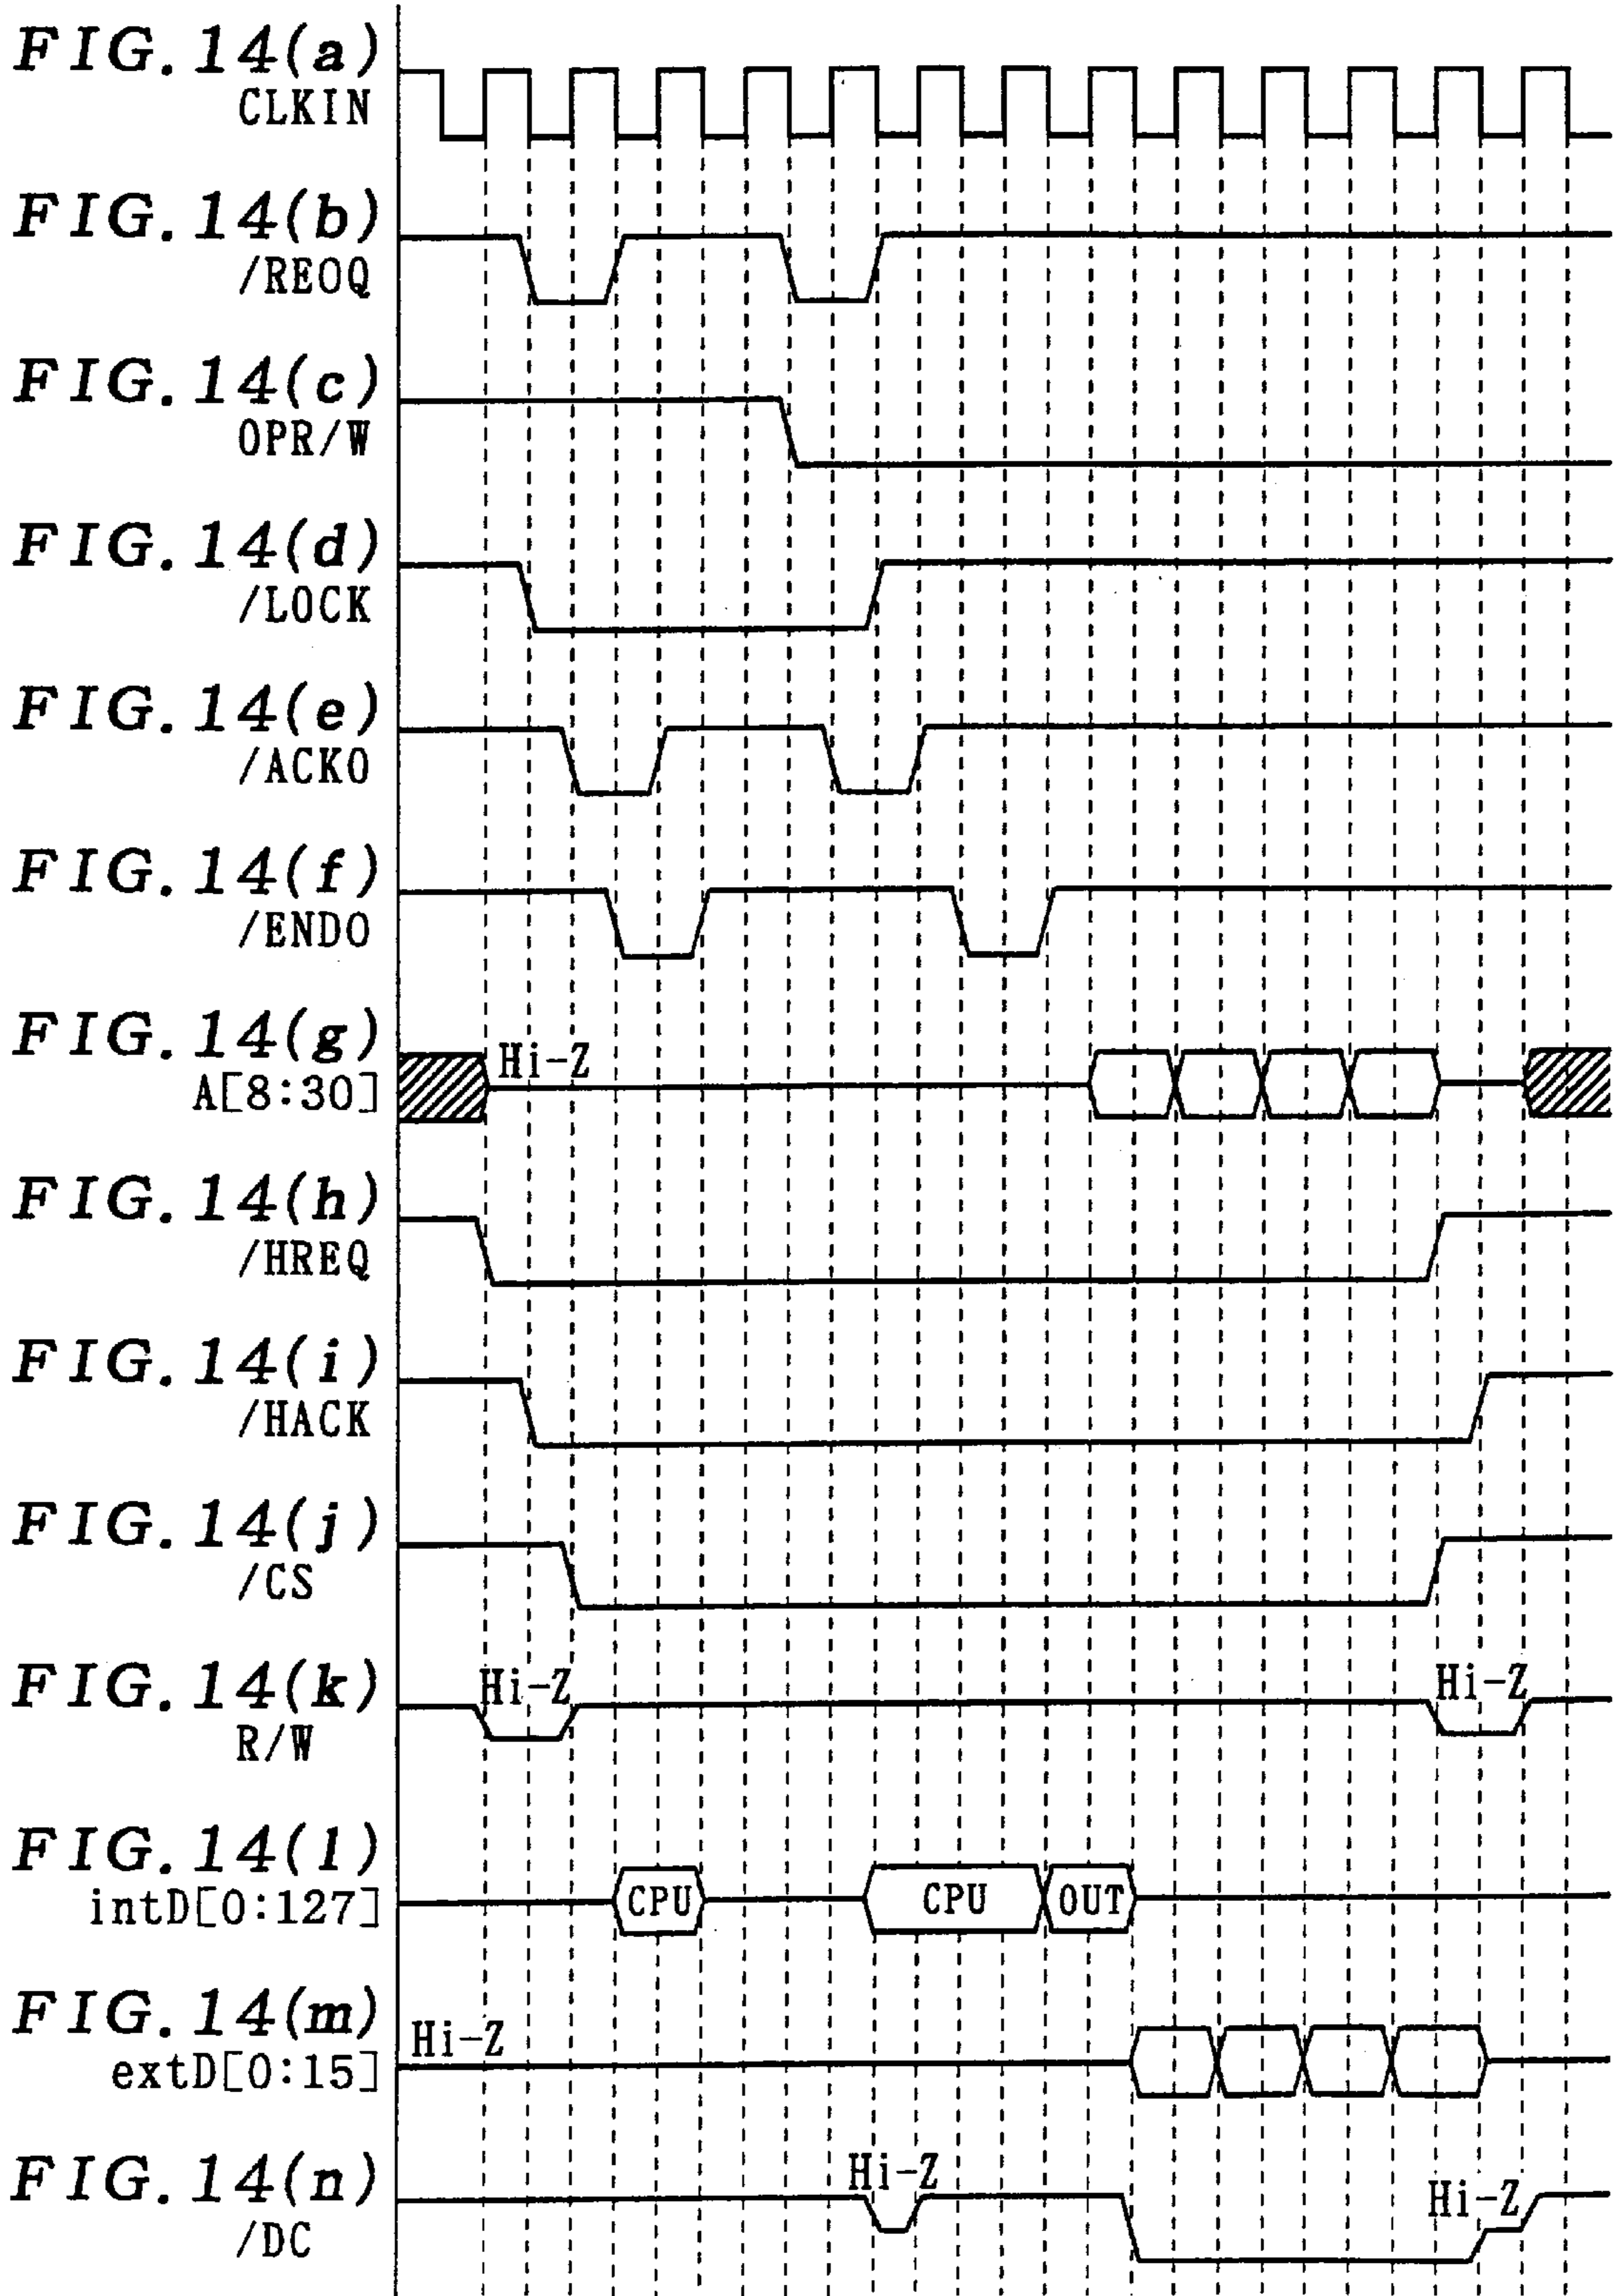 FIG.14(a)
CLKIN
FIG.14(b)
/REOQ
FIG.14(c)
OPR/W
FIG.14(d)
/LOCK
FIG.14(e)
/ACKO
FIG.14(f)
/ENDO
FIG.14(g)
Hi-Z
A[8:30]
FIG.14(h)
/HREQ
FIG.14(i)
/HACK
FIG.14(j)
/CS
FIG.14(k)
Hi-Z Hi-Z
R/W
FIG.14(l)
intD[0:127] CPU CPU OUT
FIG.14(m)
Hi-Z
extD[0:15]
FIG.14(n)
Hi-Z Hi-Z
/DC